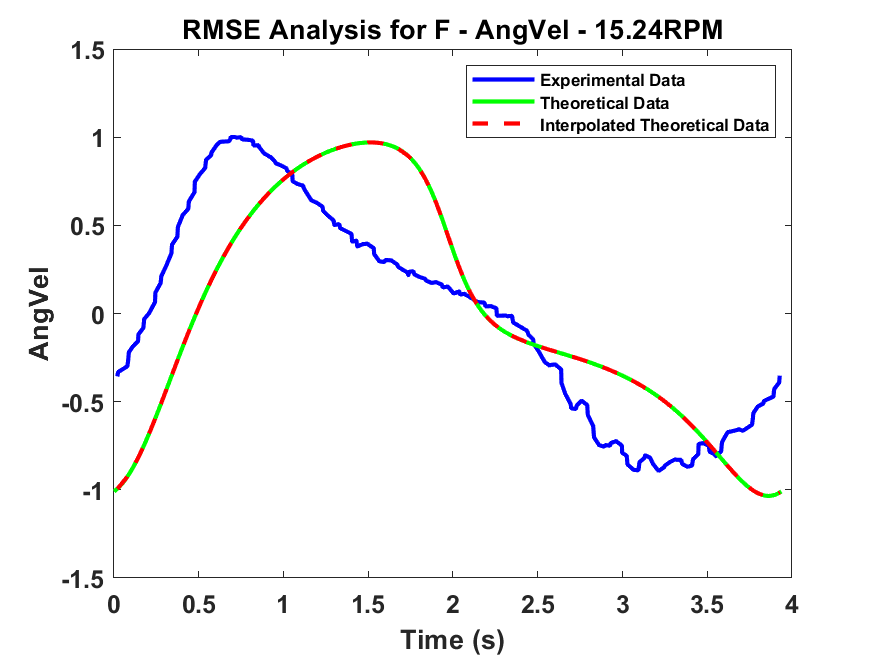 RMSE Analysis for F - AngVel - 15.24RPM
Experimental Data
Theoretical Data
Interpolated Theoretical Data
AngVel
1.5
1
0.5
0
-0.5
-1
-1.5
0 0.5 1 1.5 2 2.5 3 3.5 4
Time (s)